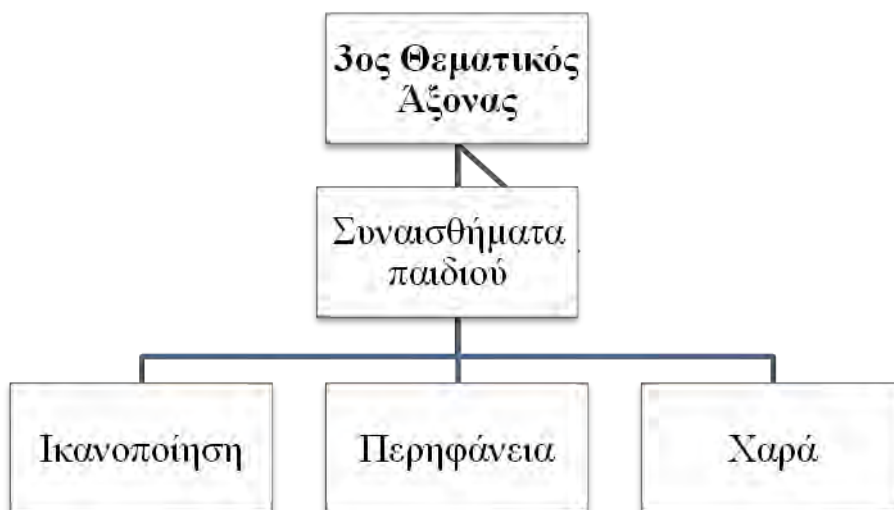 3ος Θεματικός
Άξονας
Συναισθήματα
παιδιού
Ικανοποίηση
Περηφάνεια
Χαρά